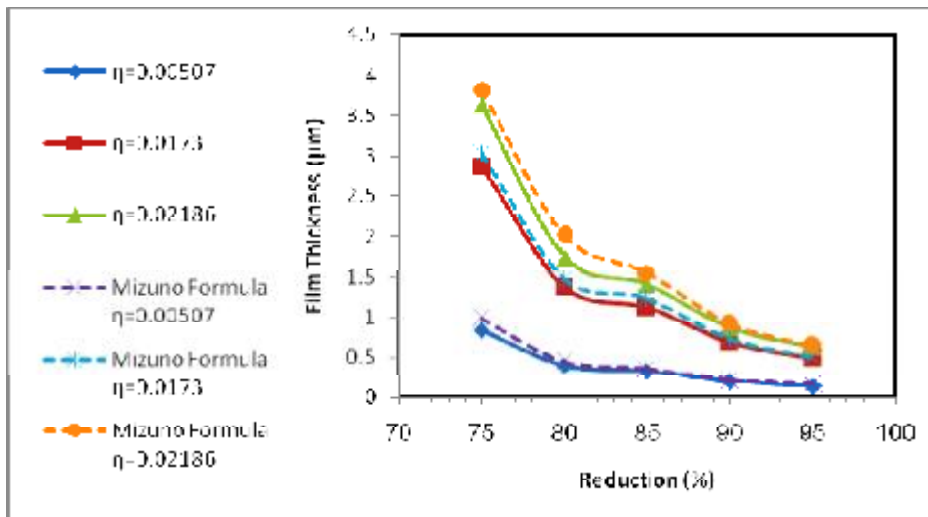 η=0.00507
η=0.0173
η=0.02186
Mizuno Formula
η=0.00507
Mizuno Formula
η=0.0173
Mizuno Formula
η=0.02186
Film Thickness (μm)
4.5
4
3.5
3
2.5
2
1.5
1
0.5
0
70 75 80 85 90 95 100
Reduction (%)